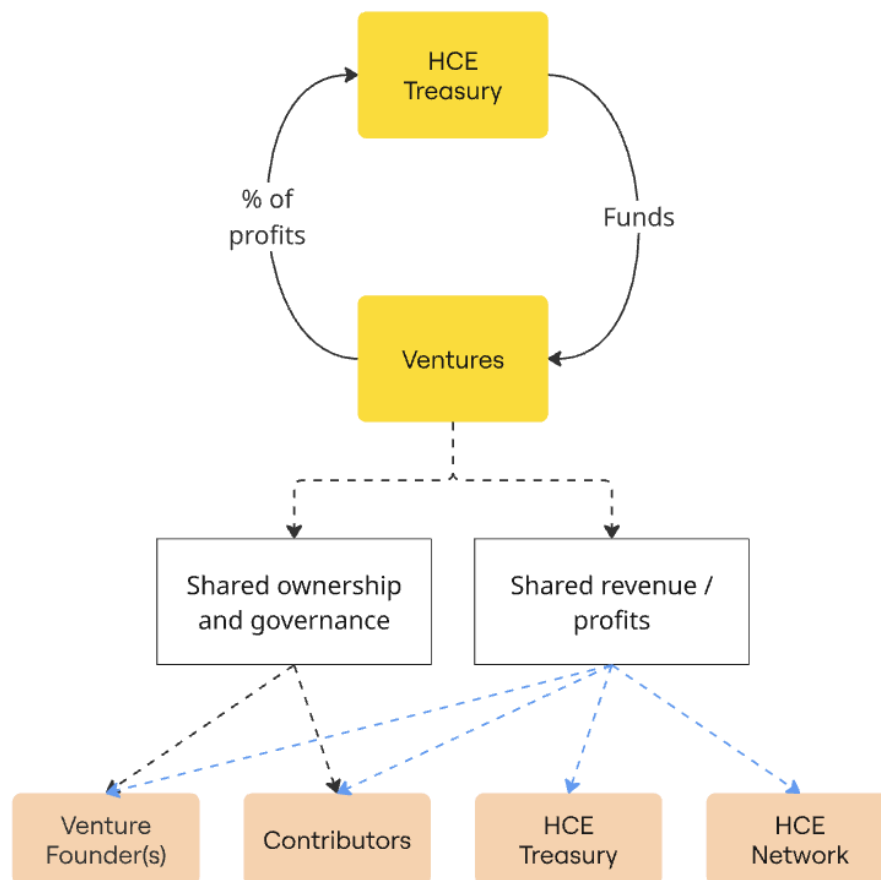 HCE
Treasury
% of
profits
Funds
Ventures
Shared ownership
and governance
Shared revenue /
profits
Venture
Founder(s)
Contributors
HCE
Treasury
HCE
Network